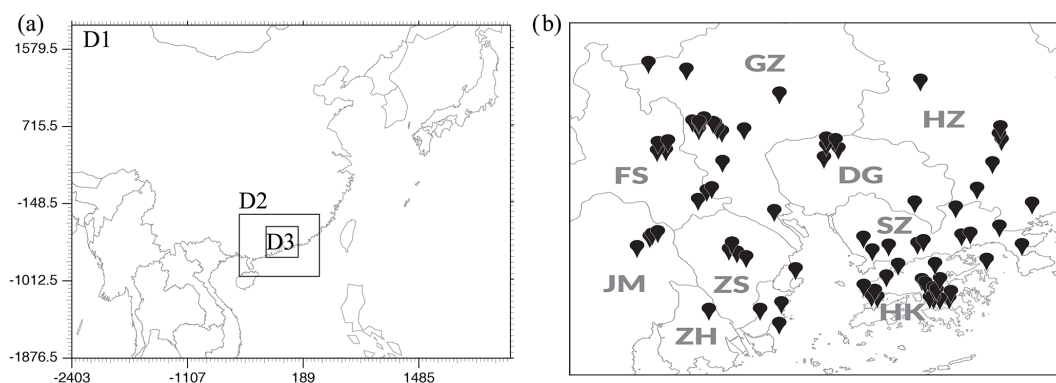 (a)
D1
1579.5
715.5
-148.5
-1012.5
-1876.5
D2
D3
-2403
-1107
189
1485
(b)
GZ
HZ
FS
DG
SZ
JM
ZS
HK
ZH